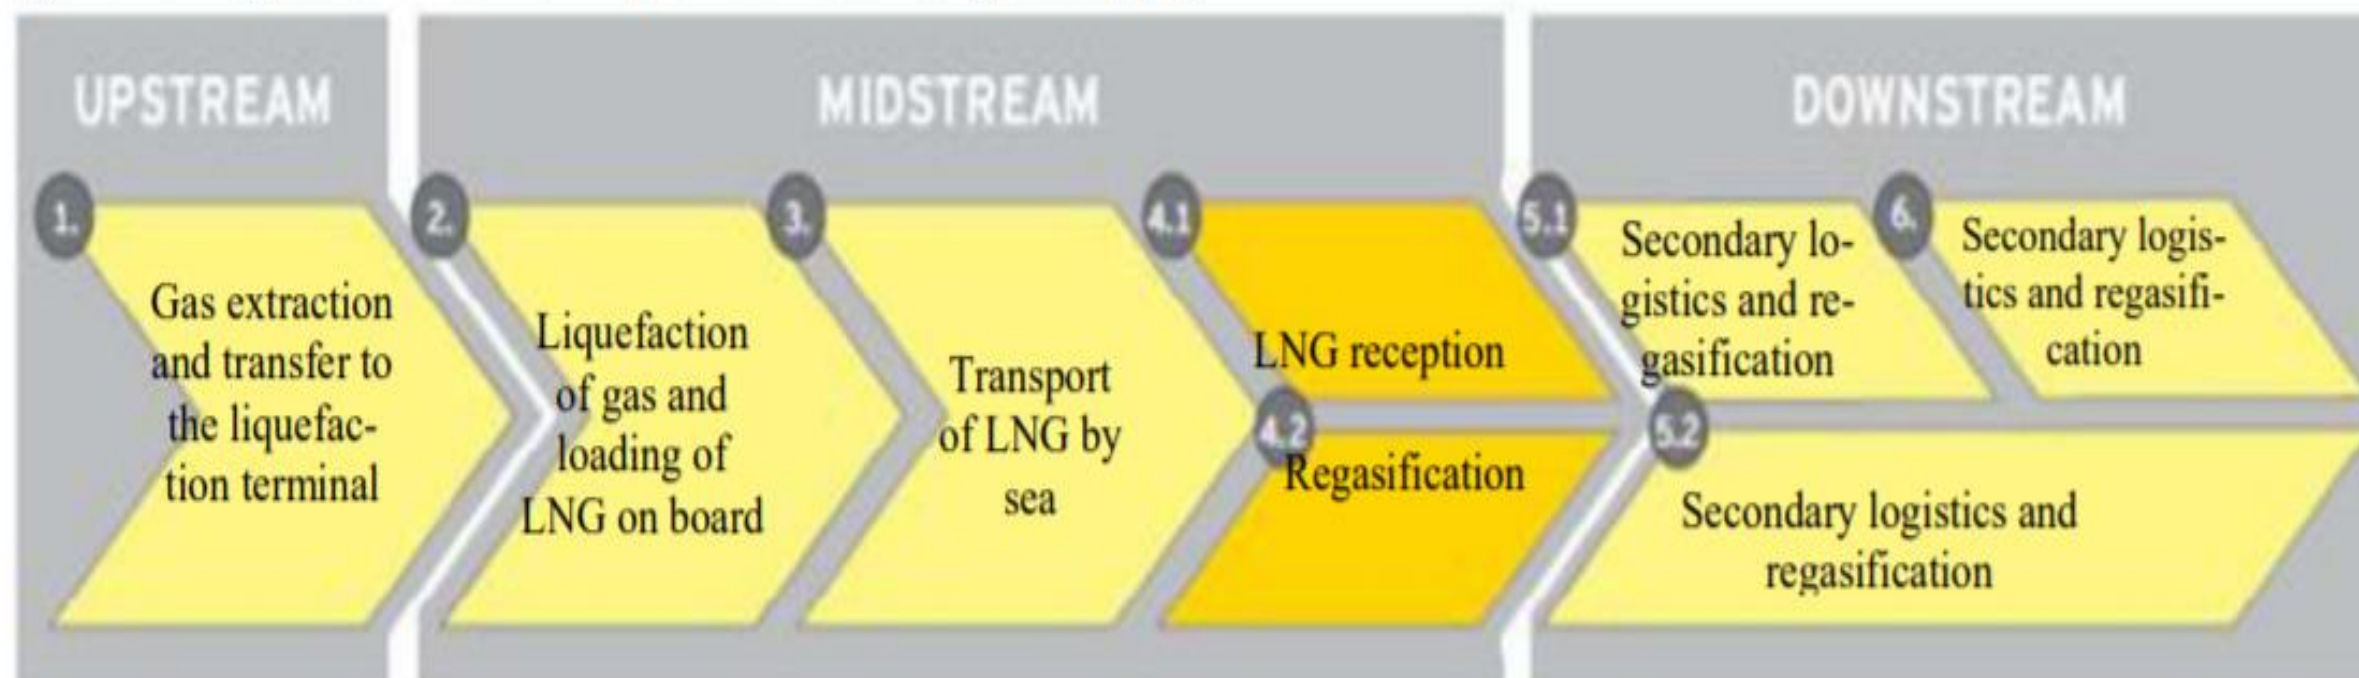 UPSTREAM
MIDSTREAM
DOWNSTREAM
1.
Gas extraction
and transfer to
the liquefac-
tion terminal
2.
Liquefaction
of gas and
loading of
LNG on board
3.
Transport
of LNG by
sea
4.1
LNG reception
4.2
Regasification
5.1
Secondary lo-
gistics and re-
gasification
6.
Secondary logis-
tics and regasifi-
cation
5.2
Secondary logistics and
regasification